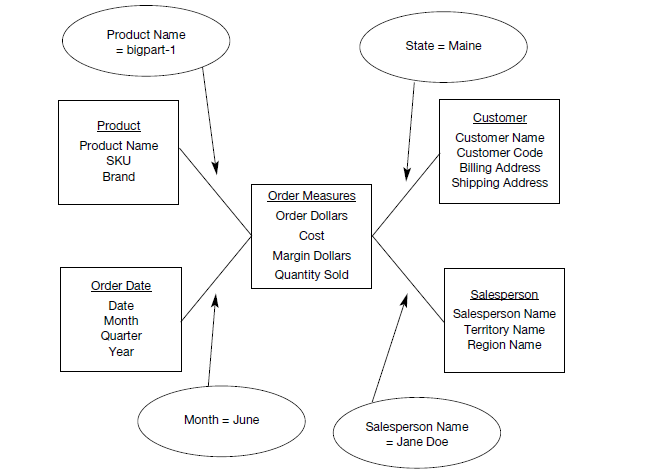 Product Name
= bigpart-1
State = Maine
Product
Product Name
SKU
Brand
Customer
Customer Name
Customer Code
Billing Address
Shipping Address
Order Measures
Order Dollars
Cost
Margin Dollars
Quantity Sold
Order Date
Date
Month
Quarter
Year
Salesperson
Salesperson Name
Territory Name
Region Name
Month = June
Salesperson Name
= Jane Doe